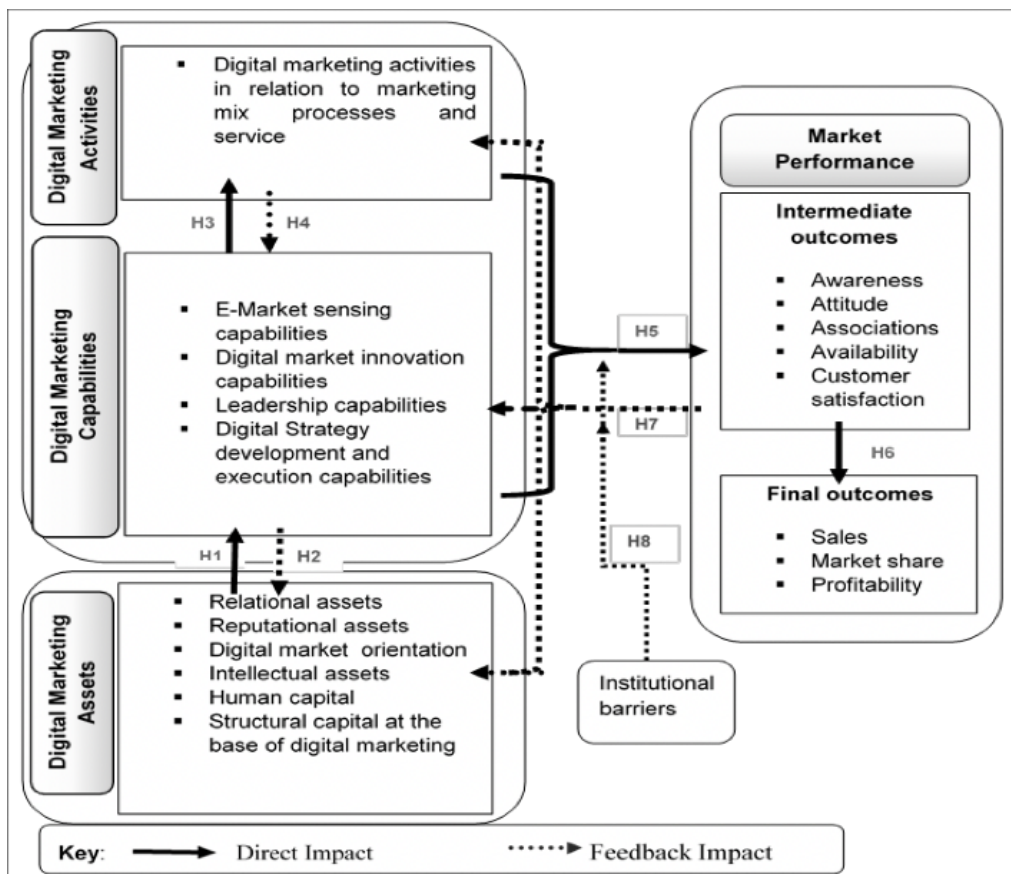 Digital Marketing
Activities
Digital marketing activities
in relation to marketing
mix processes and
service
H3
H4
Digital Marketing
Capabilities
E-Market sensing
capabilities
Digital market innovation
capabilities
Leadership capabilities
Digital Strategy
development and
execution capabilities
H1
H2
Digital Marketing
Assets
Relational assets
Reputational assets
Digital market orientation
Intellectual assets
Human capital
Structural capital at the
base of digital marketing
H5
H7
H8
Institutional
barriers
Market
Performance
Intermediate
outcomes
Awareness
Attitude
Associations
Availability
Customer
satisfaction
H6
Final outcomes
Sales
Market share
Profitability
Key: Direct Impact Feedback Impact